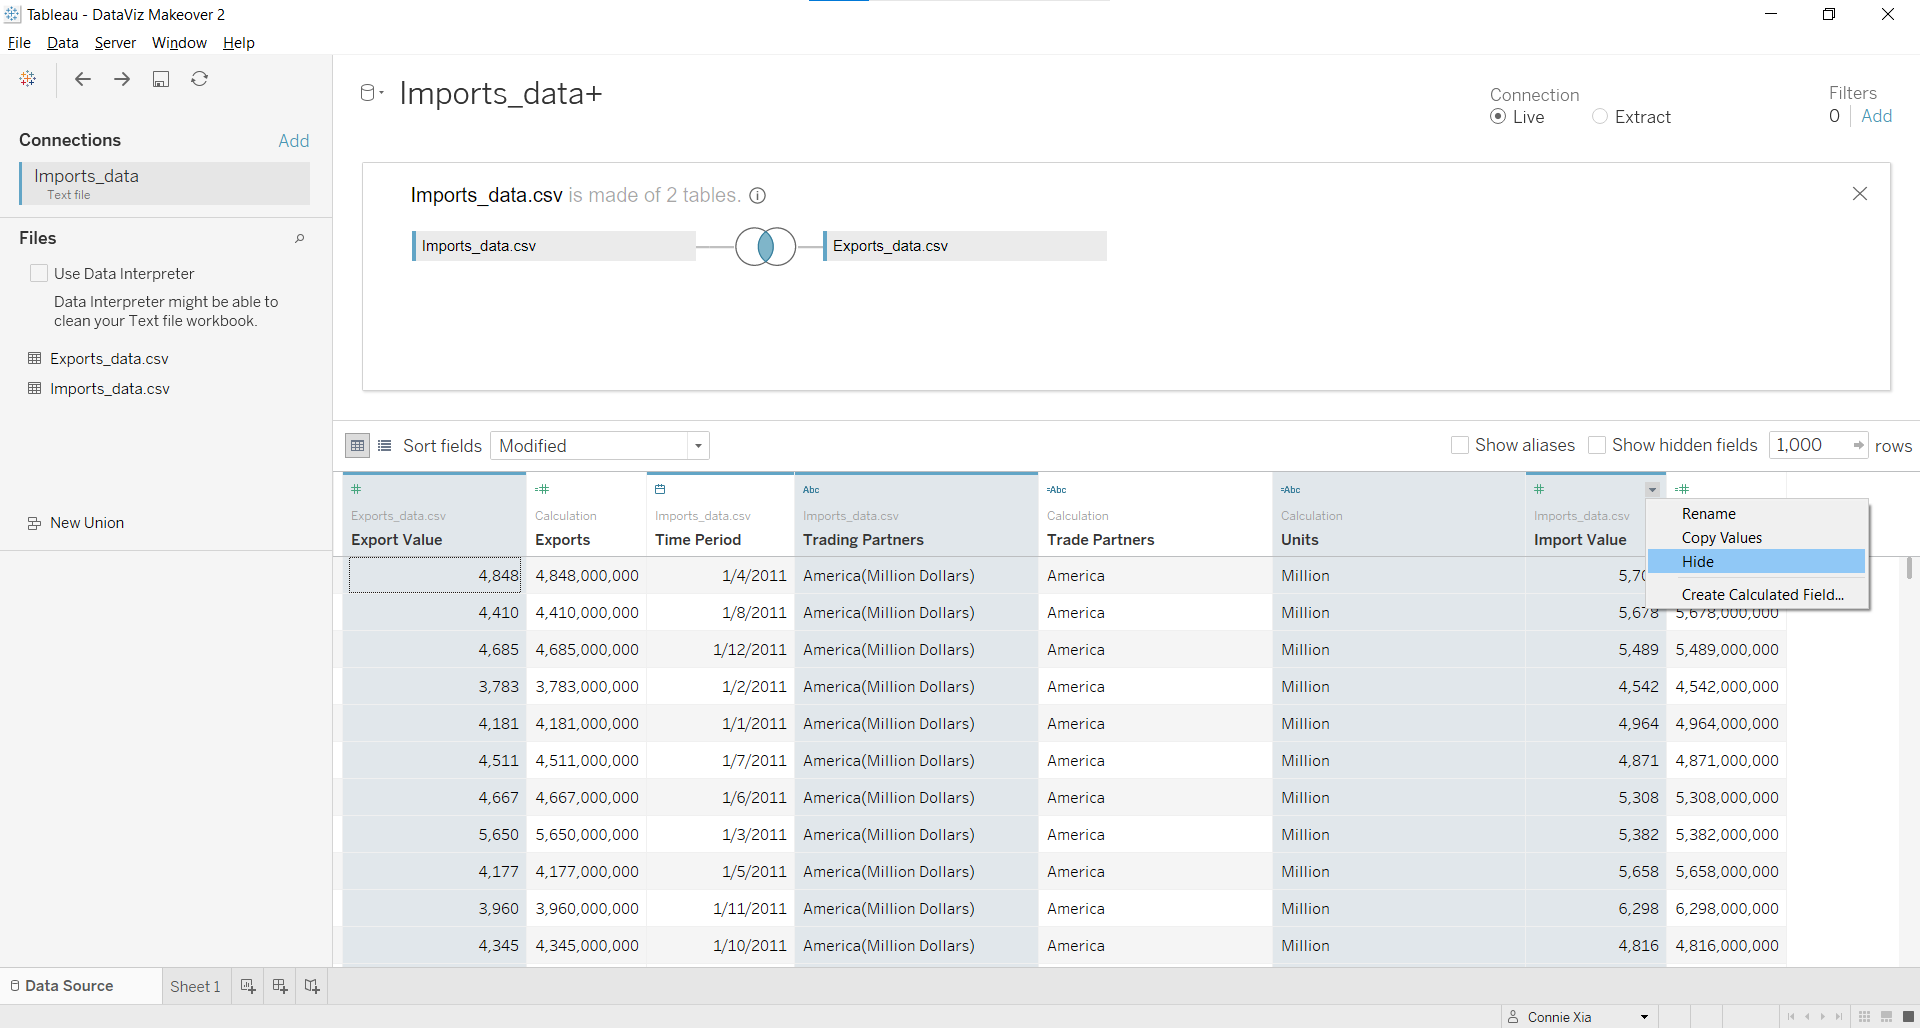 Tableau - DataViz Makeover 2
File Data Server Window Help
Connections Add
Imports_data
Text file
Files
Use Data Interpreter
Data Interpreter might be able to
clean your Text file workbook.
Exports_data.csv
Imports_data.csv
New Union
Imports_data+
Connection
Live Extract
Filters
0 Add
Imports_data.csv is made of 2 tables.
Imports_data.csv Exports_data.csv
Sort fields Modified Show aliases Show hidden fields 1,000 rows
# =# Abc =Abc =Abc # =#
Exports_data.csv Calculation Imports_data.csv Imports_data.csv Calculation Calculation Imports_data.csv
Export Value Exports Time Period Trading Partners Trade Partners Units Import Value
Rename
Copy Values
Hide
Create Calculated Field...
4,848 4,848,000,000 1/4/2011 America(Million Dollars) America Million
4,410 4,410,000,000 1/8/2011 America(Million Dollars) America Million 5,678 5,678,000,000
4,685 4,685,000,000 1/12/2011 America(Million Dollars) America Million 5,489 5,489,000,000
3,783 3,783,000,000 1/2/2011 America(Million Dollars) America Million 4,542 4,542,000,000
4,181 4,181,000,000 1/1/2011 America(Million Dollars) America Million 4,964 4,964,000,000
4,511 4,511,000,000 1/7/2011 America(Million Dollars) America Million 4,871 4,871,000,000
4,667 4,667,000,000 1/6/2011 America(Million Dollars) America Million 5,308 5,308,000,000
5,650 5,650,000,000 1/3/2011 America(Million Dollars) America Million 5,382 5,382,000,000
4,177 4,177,000,000 1/5/2011 America(Million Dollars) America Million 5,658 5,658,000,000
3,960 3,960,000,000 1/11/2011 America(Million Dollars) America Million 6,298 6,298,000,000
4,345 4,345,000,000 1/10/2011 America(Million Dollars) America Million 4,816 4,816,000,000
Data Source Sheet 1
Connie Xia